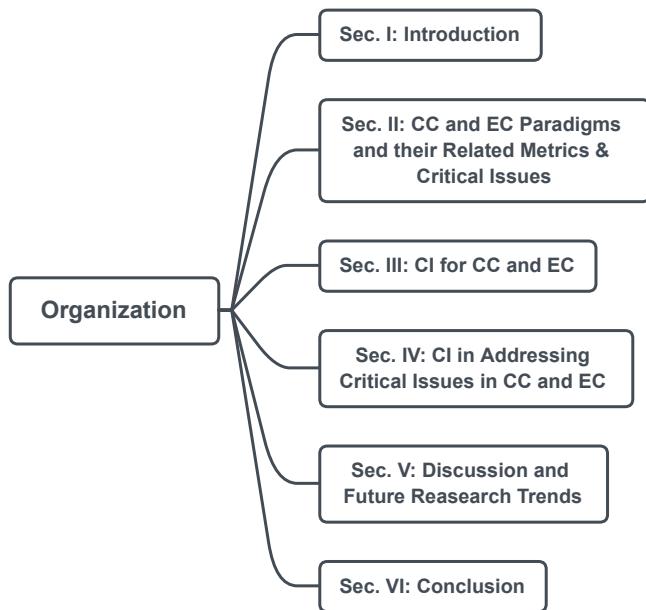 Sec. I: Introduction
Sec. II: CC and EC Paradigms
and their Related Metrics &
Critical Issues
Sec. III: CI for CC and EC
Organization
Sec. IV: CI in Addressing
Critical Issues in CC and EC
Sec. V: Discussion and
Future Reasearch Trends
Sec. VI: Conclusion